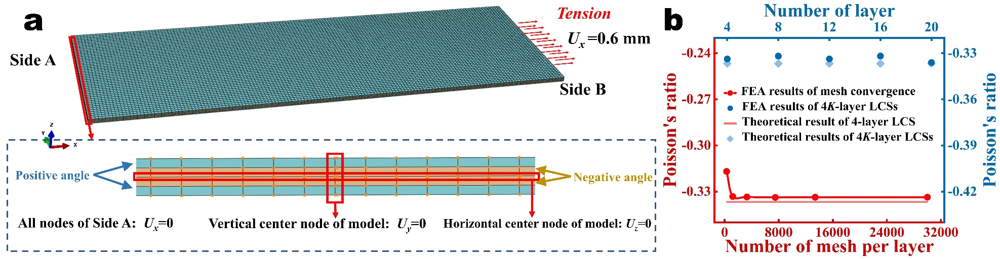 a
Tension
Uₓ=0.6 mm
Side A
Side B
Z
Y
X
Positive angle
Negative angle
All nodes of Side A: Uₓ=0
Vertical center node of model: Uᵧ=0
Horizontal center node of model: U_z=0
b
Number of layer
4 8 12 16 20
-0.24
-0.27
-0.30
-0.33
Poisson's ratio
FEA results of mesh convergence
FEA results of 4K-layer LCSs
Theoretical result of 4-layer LCS
Theoretical results of 4K-layer LCSs
-0.33
-0.36
-0.39
-0.42
Poisson's ratio
0 8000 16000 24000 32000
Number of mesh per layer